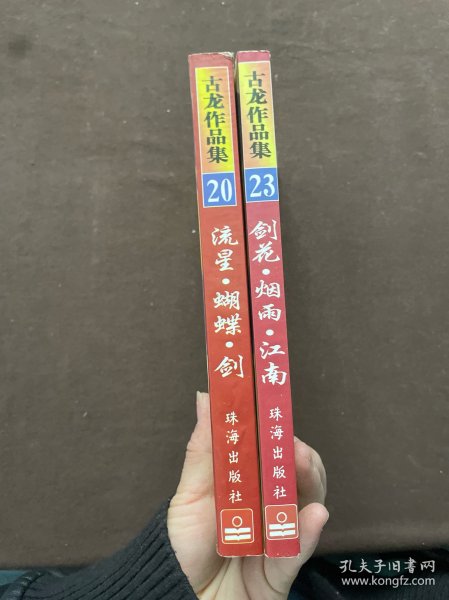 古龙作品集
20
流星·蝴蝶·剑
珠海出版社
古龙作品集
23
剑花·烟雨·江南
珠海出版社
孔夫子旧书网
www.kongfz.com